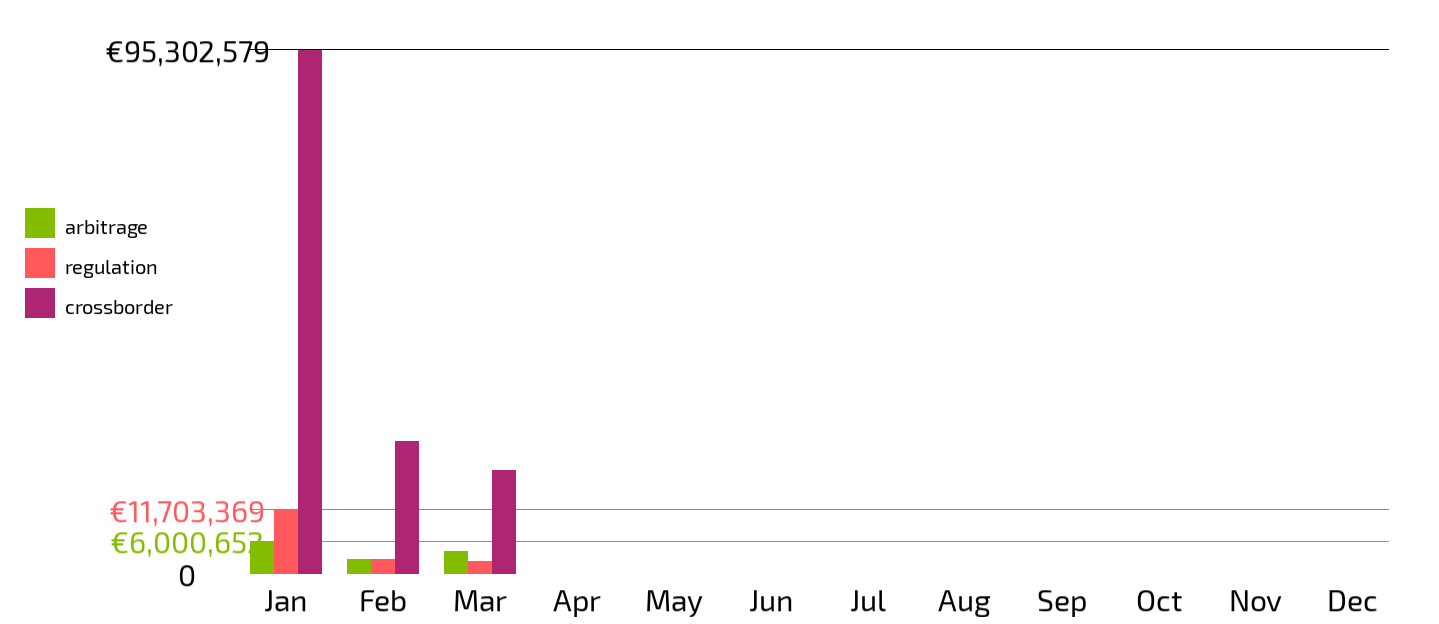 €95,302,579
arbitrage
regulation
crossborder
€11,703,369
0
Jan Feb Mar Apr May Jun Jul Aug Sep Oct Nov Dec